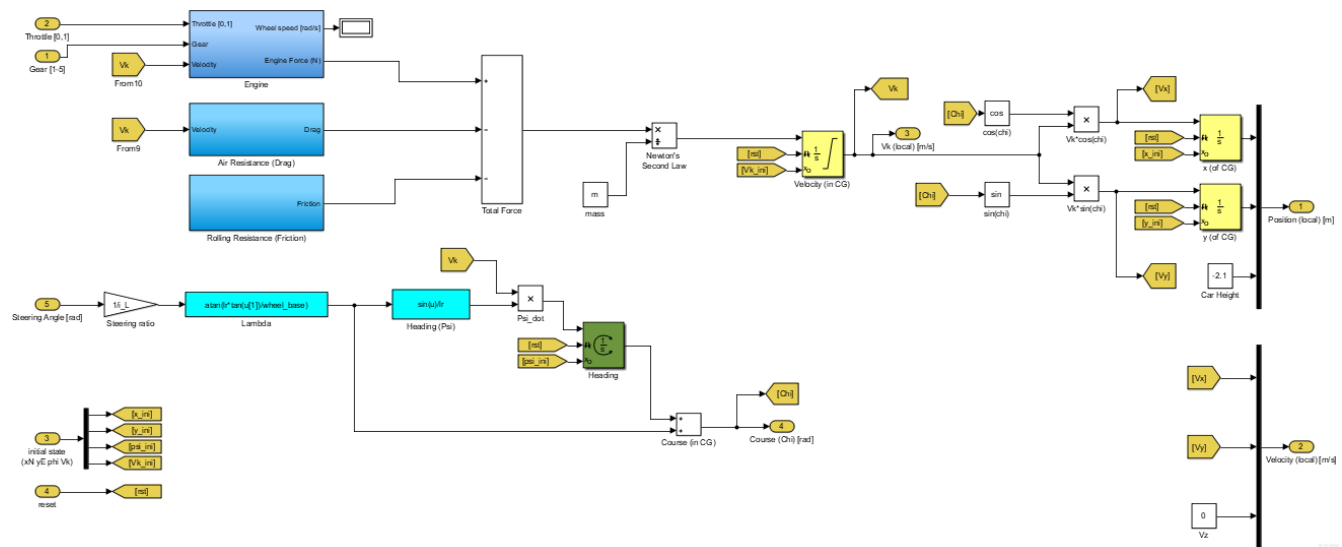 2
Throttle [0,1]
1
Gear [1-5]
Vk
From10
Throttle [0,1]
Gear
Velocity
Wheel speed [rad/s]
Engine Force (N)
Engine
Vk
From9
Velocity
Drag
Air Resistance (Drag)
Friction
Rolling Resistance (Friction)
+
−
−
Total Force
m
mass
×
÷
Newton's
Second Law
[rst]
[Vk_ini]
1
s
xo
Velocity (in CG)
Vk
3
Vk (local) [m/s]
[Chi]
cos
cos(chi)
×
Vk*cos(chi)
[Chi]
sin
sin(chi)
×
Vk*sin(chi)
[Vx]
[rst]
[x_ini]
1
s
xo
x (of CG)
[rst]
[y_ini]
1
s
xo
y (of CG)
[Vy]
-2.1
Car Height
1
Position (local) [m]
5
Steering Angle [rad]
1/i_L
Steering ratio
atan(lr*tan(u[1])/wheel_base)
Lambda
sin(u)/lr
Heading (Psi)
Vk
×
Psi_dot
[rst]
[psi_ini]
1
s
xo
Heading
+
+
Course (in CG)
[Chi]
4
Course (Chi) [rad]
3
initial state
(xN yE phi Vk)
[x_ini]
[y_ini]
[psi_ini]
[Vk_ini]
4
reset
[rst]
[Vx]
[Vy]
0
Vz
2
Velocity (local) [m/s]